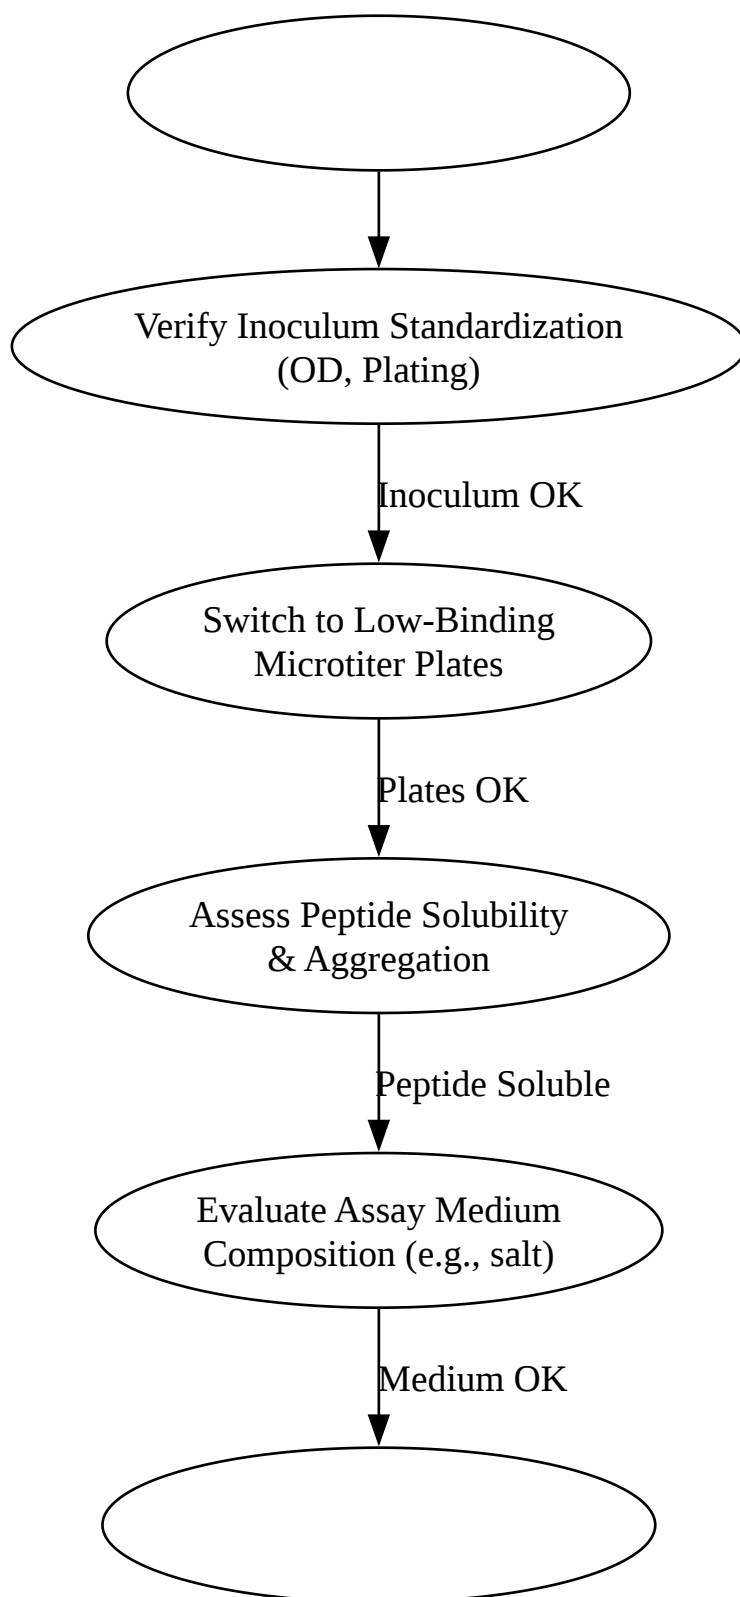 Verify Inoculum Standardization
(OD, Plating)
Inoculum OK
Switch to Low-Binding
Microtiter Plates
Plates OK
Assess Peptide Solubility
& Aggregation
Peptide Soluble
Evaluate Assay Medium
Composition (e.g., salt)
Medium OK